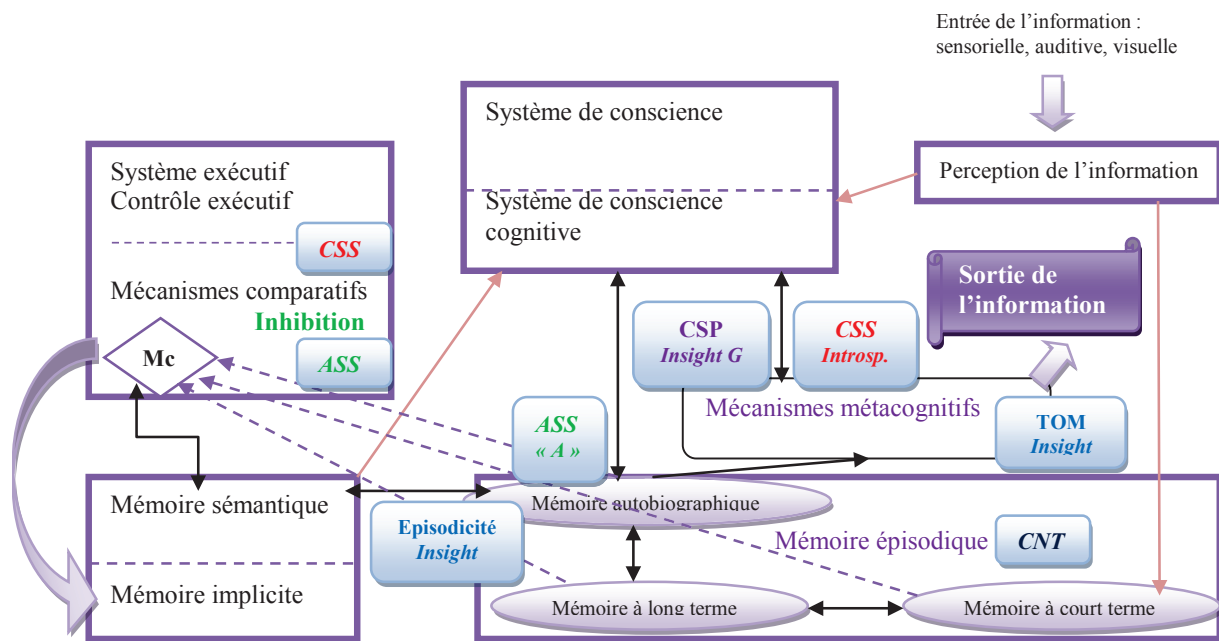 Entrée de l’information :
sensorielle, auditive, visuelle
Système de conscience
Système de conscience
cognitive
Perception de l’information
Système exécutif
Contrôle exécutif
CSS
Mécanismes comparatifs
Inhibition
Mc
ASS
Sortie de
l’information
CSP
Insight G
CSS
Introsp.
Mécanismes métacognitifs
TOM
Insight
ASS
« A »
Mémoire sémantique
Mémoire implicite
Episodicité
Insight
Mémoire autobiographique
Mémoire épisodique
CNT
Mémoire à long terme
Mémoire à court terme